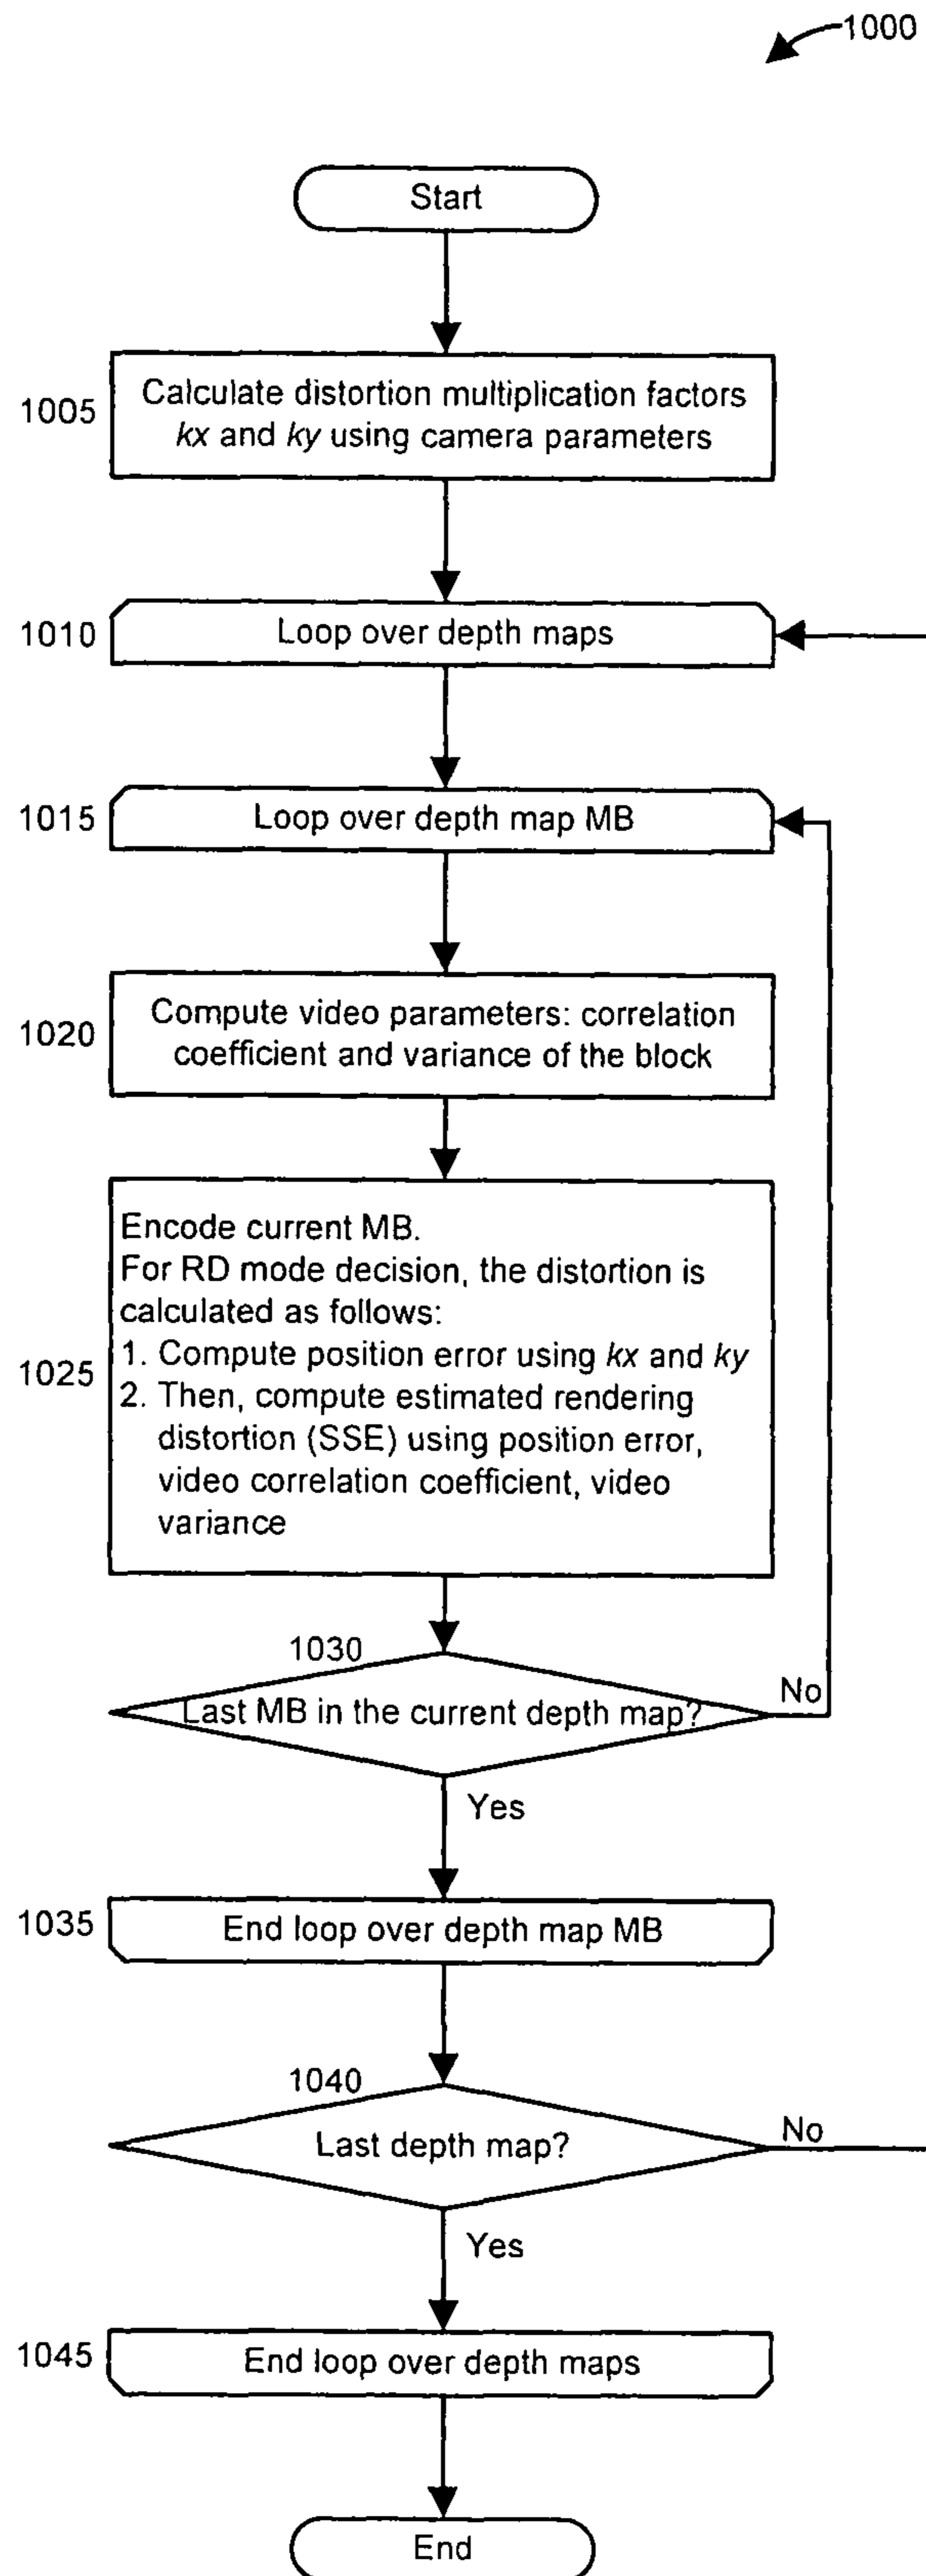 1000
Start
1005
Calculate distortion multiplication factors
kx and ky using camera parameters
1010
Loop over depth maps
1015
Loop over depth map MB
1020
Compute video parameters: correlation
coefficient and variance of the block
1025
Encode current MB.
For RD mode decision, the distortion is
calculated as follows:
1. Compute position error using kx and ky
2. Then, compute estimated rendering
distortion (SSE) using position error,
video correlation coefficient, video
variance
1030
Last MB in the current depth map?
No
Yes
1035
End loop over depth map MB
1040
Last depth map?
No
Yes
1045
End loop over depth maps
End